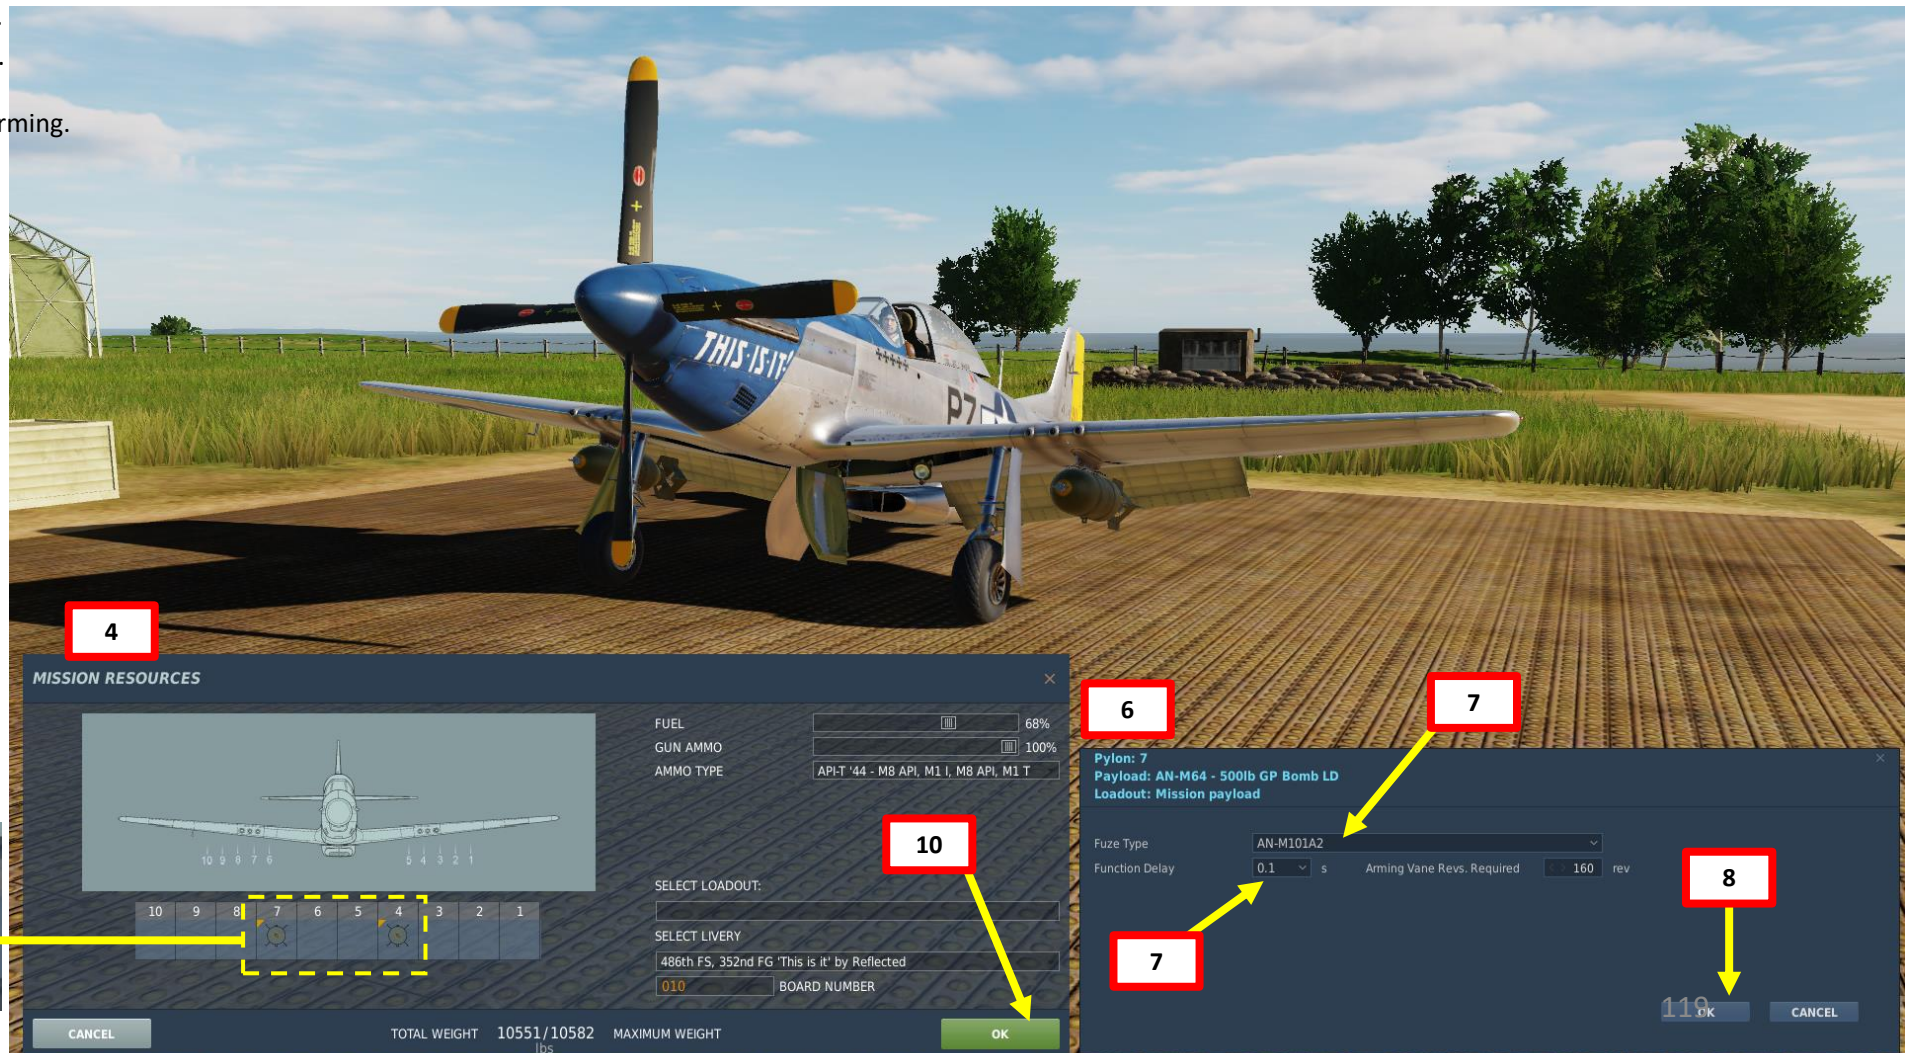 .
rming.
THIS·IS·IT!
P7
4
MISSION RESOURCES
FUEL 68%
GUN AMMO 100%
AMMO TYPE API-T '44 - M8 API, M1 I, M8 API, M1 T
10 9 8 7 6 5 4 3 2 1
SELECT LOADOUT:
10 9 8 7 6 5 4 3 2 1
SELECT LIVERY
486th FS, 352nd FG 'This is it' by Reflected
010 BOARD NUMBER
CANCEL TOTAL WEIGHT 10551/10582 MAXIMUM WEIGHT OK
lbs
10
6
7
Pylon: 7
Payload: AN-M64 - 500lb GP Bomb LD
Loadout: Mission payload
Fuze Type AN-M101A2
Function Delay 0.1 s Arming Vane Revs. Required 160 rev
8
7
119
OK CANCEL